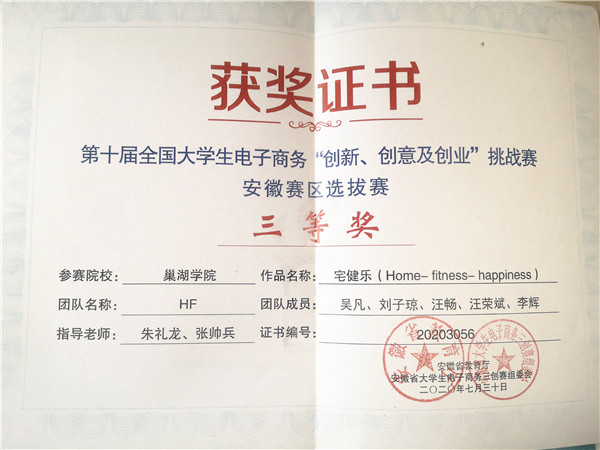 获奖证书
第十届全国大学生电子商务“创新、创意及创业”挑战赛
安徽赛区选拔赛
三等奖
参赛院校： 巢湖学院 作品名称： 宅健乐（Home- fitness- happiness）
团队名称： HF 团队成员： 吴凡、刘子琼、汪畅、汪荣斌、李辉
指导老师： 朱礼龙、张帅兵 证书编号： 20203056
安徽省教育厅
安徽省大学生电子商务三创赛组委会
二〇二〇年七月三十日
安徽省教育厅